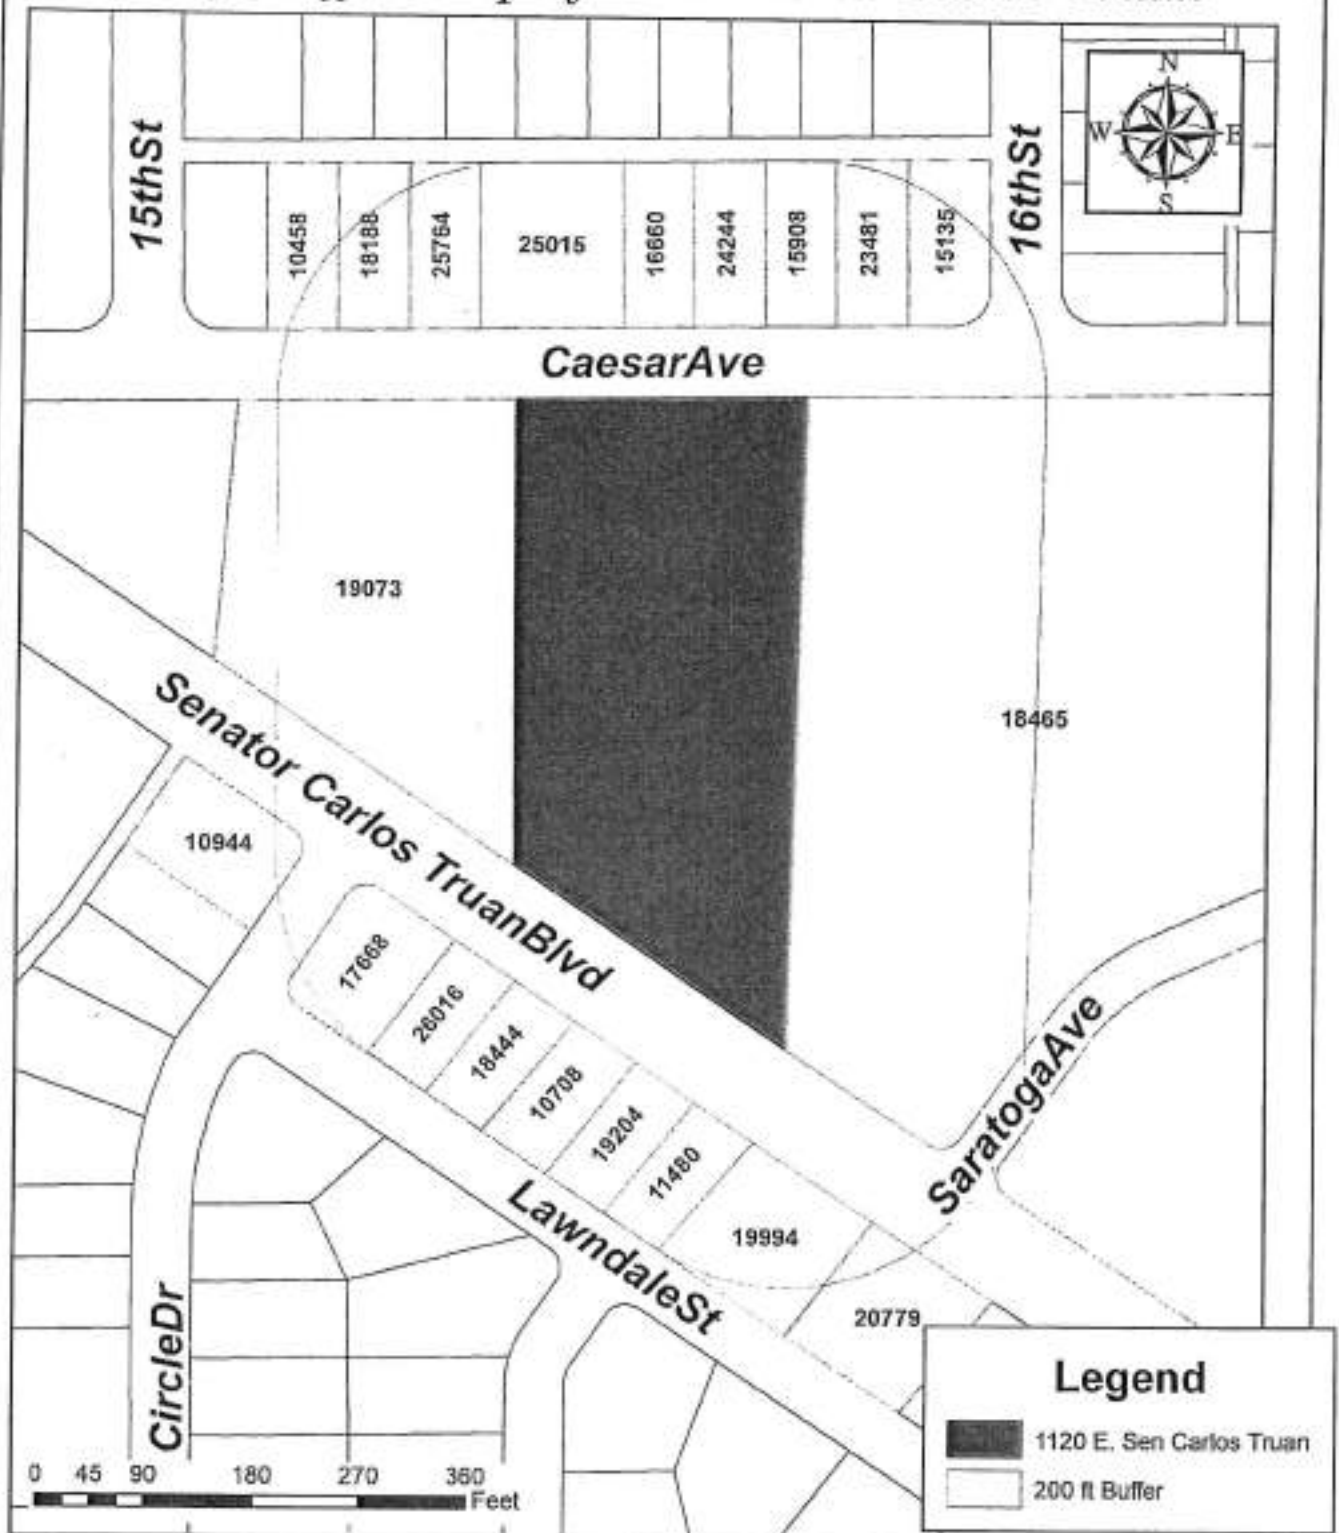 N
W E
S
15thSt
16thSt
10458
18188
25764
25015
16660
24244
15908
23481
15135
CaesarAve
19073
18465
Senator Carlos TruanBlvd
10944
17668
26016
18444
10708
19204
11480
19994
20779
SaratogaAve
LawndaleSt
CircleDr
Legend
1120 E. Sen Carlos Truan
200 ft Buffer
0 45 90 180 270 360
Feet